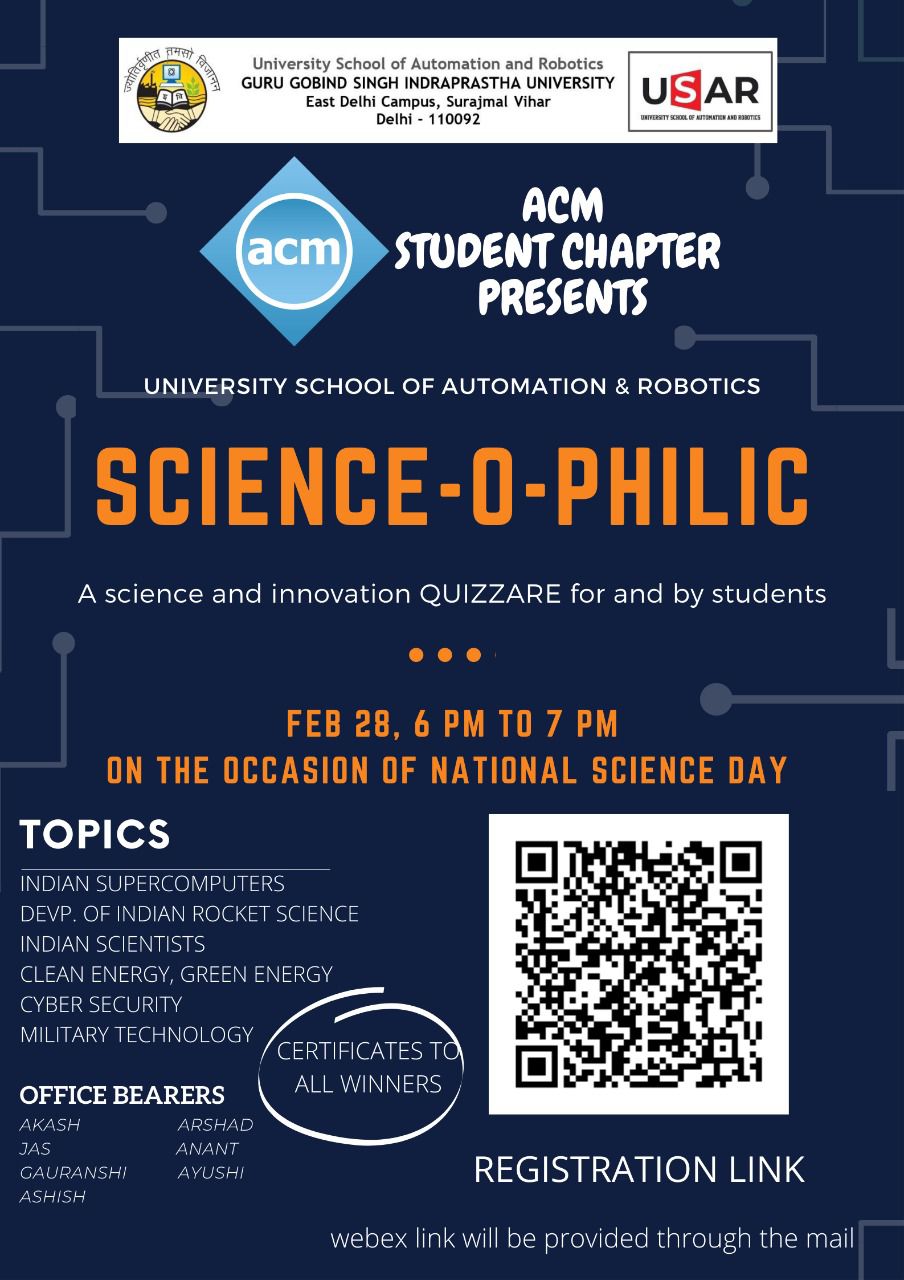 ज्योतिर्वृणीत तमसो विजानन
University School of Automation and Robotics
GURU GOBIND SINGH INDRAPRASTHA UNIVERSITY
East Delhi Campus, Surajmal Vihar
Delhi - 110092
USAR
UNIVERSITY SCHOOL OF AUTOMATION AND ROBOTICS
acm
ACM
STUDENT CHAPTER
PRESENTS
UNIVERSITY SCHOOL OF AUTOMATION & ROBOTICS
SCIENCE-O-PHILIC
A science and innovation QUIZZARE for and by students
FEB 28, 6 PM TO 7 PM
ON THE OCCASION OF NATIONAL SCIENCE DAY
TOPICS
INDIAN SUPERCOMPUTERS
DEVP. OF INDIAN ROCKET SCIENCE
INDIAN SCIENTISTS
CLEAN ENERGY, GREEN ENERGY
CYBER SECURITY
MILITARY TECHNOLOGY
CERTIFICATES TO
ALL WINNERS
OFFICE BEARERS
AKASH ARSHAD
JAS ANANT
GAURANSHI AYUSHI
ASHISH
REGISTRATION LINK
webex link will be provided through the mail